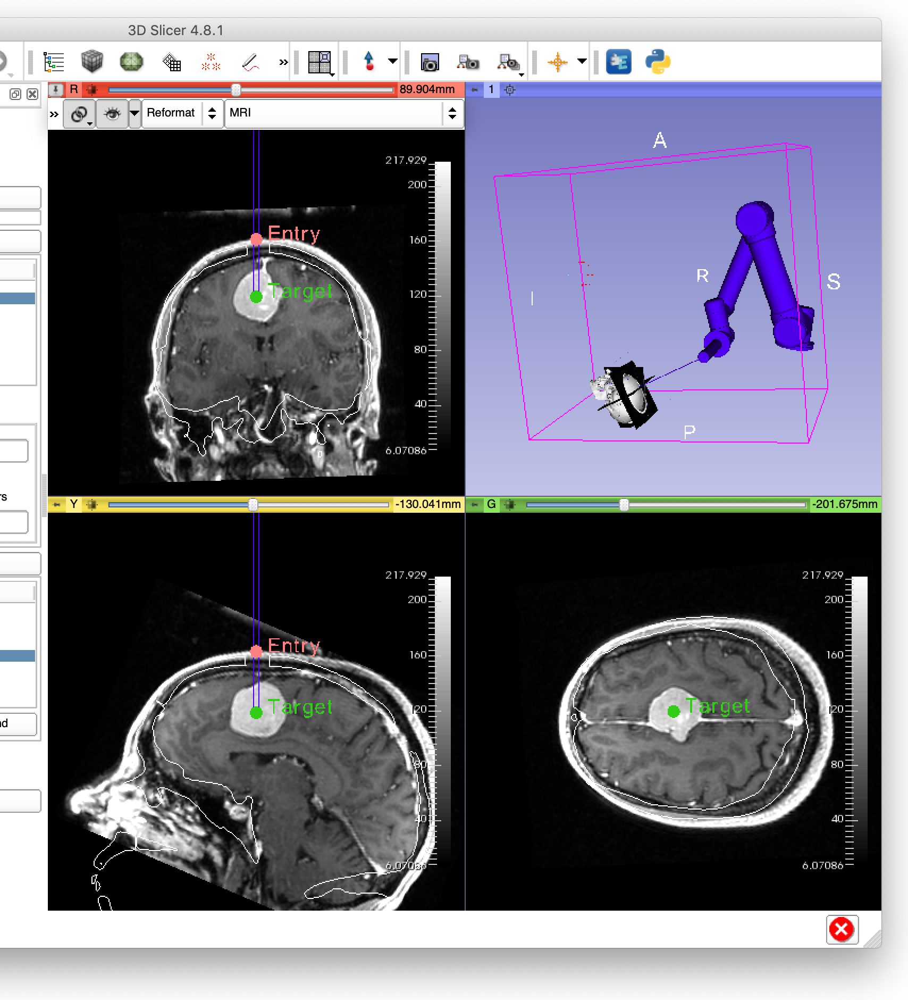 3D Slicer 4.8.1
»
»
R 89.904mm
1
Reformat
MRI
217.929
200
160
120
80
40
6.07086
Entry
Target
A
R
S
I
P
rs
Y -130.041mm
G -201.675mm
217.929
200
160
120
80
40
6.07086
Entry
Target
217.929
200
160
120
80
40
6.07086
Target
nd